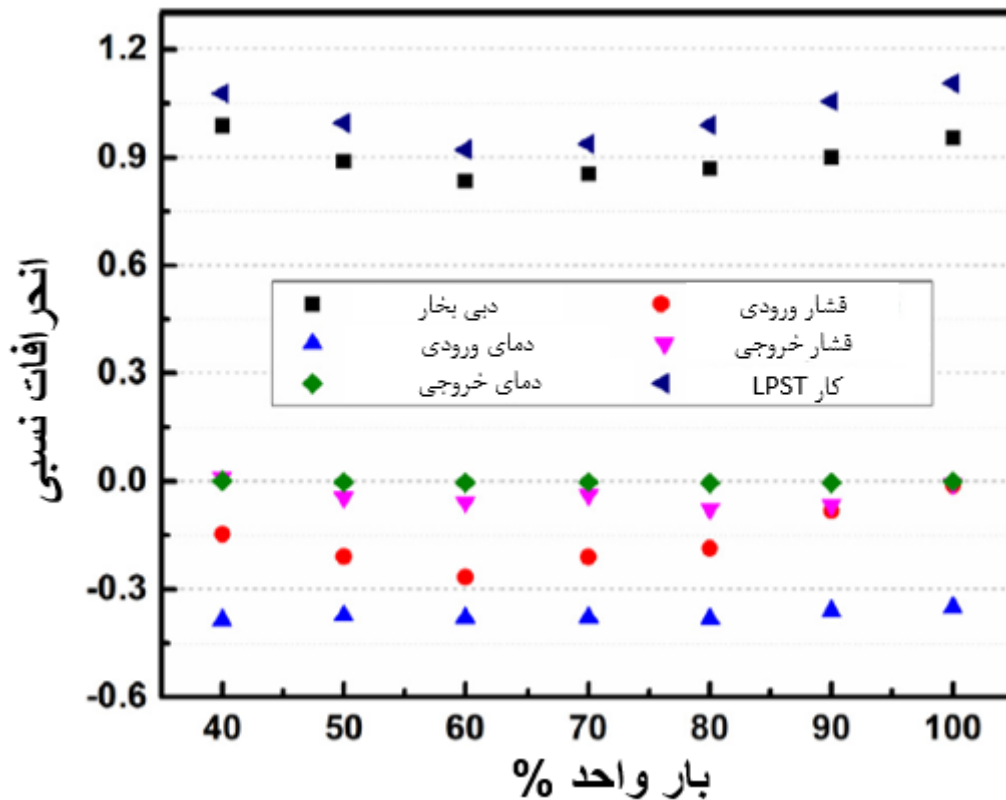 1.2
0.9
0.6
0.3
0.0
-0.3
-0.6
انحرافات نسبی
دبی بخار
قشار ورودی
دمای ورودی
قشار خروجی
دمای خروجی
کار LPST
40 50 60 70 80 90 100
بار واحد %